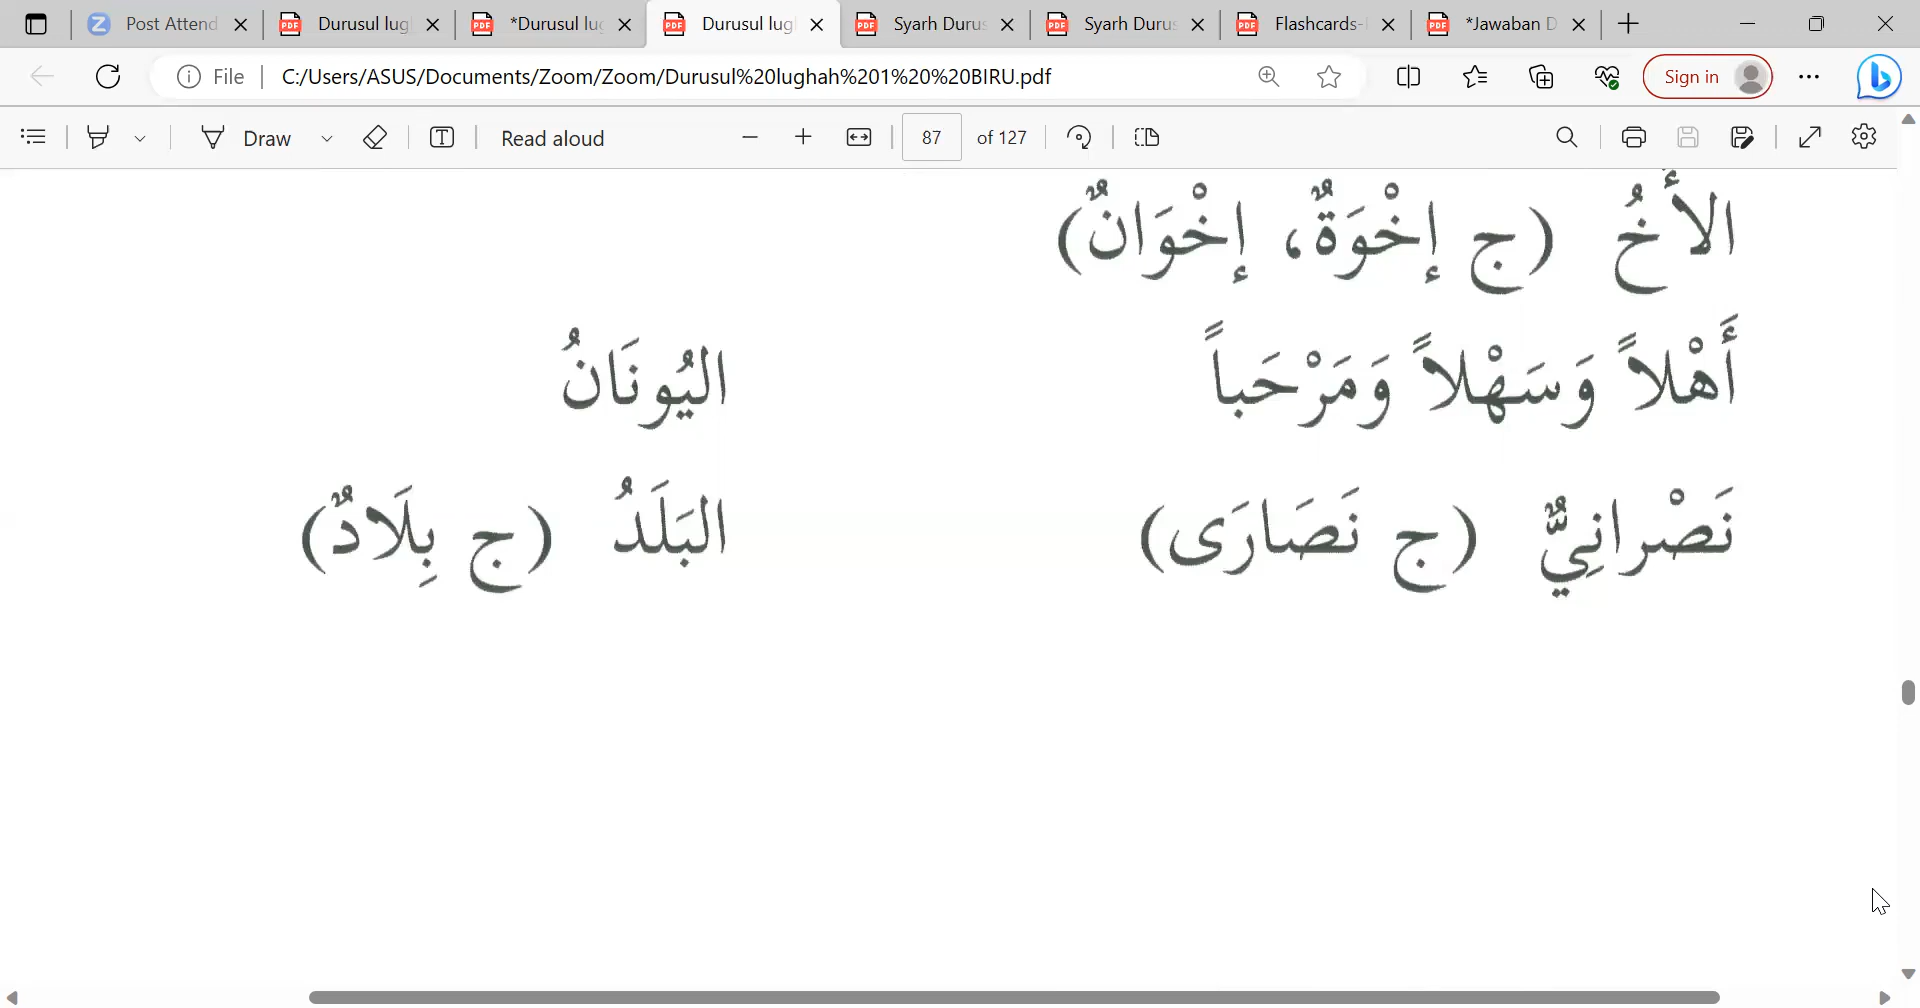 Post Attend
Durusul lug
*Durusul lug
Durusul lug
Syarh Durus
Syarh Durus
Flashcards-
*Jawaban D
File
C:/Users/ASUS/Documents/Zoom/Zoom/Durusul%20lughah%201%20%20BIRU.pdf
Sign in
Draw
Read aloud
87
of 127
الأَخُ (ج إِخْوَةٌ، إِخْوَانٌ)
أَهْلاً وَسَهْلاً وَمَرْحَباً
اليُونَانُ
نَصْرانِيٌّ (ج نَصَارَى)
البَلَدُ (ج بِلَادٌ)